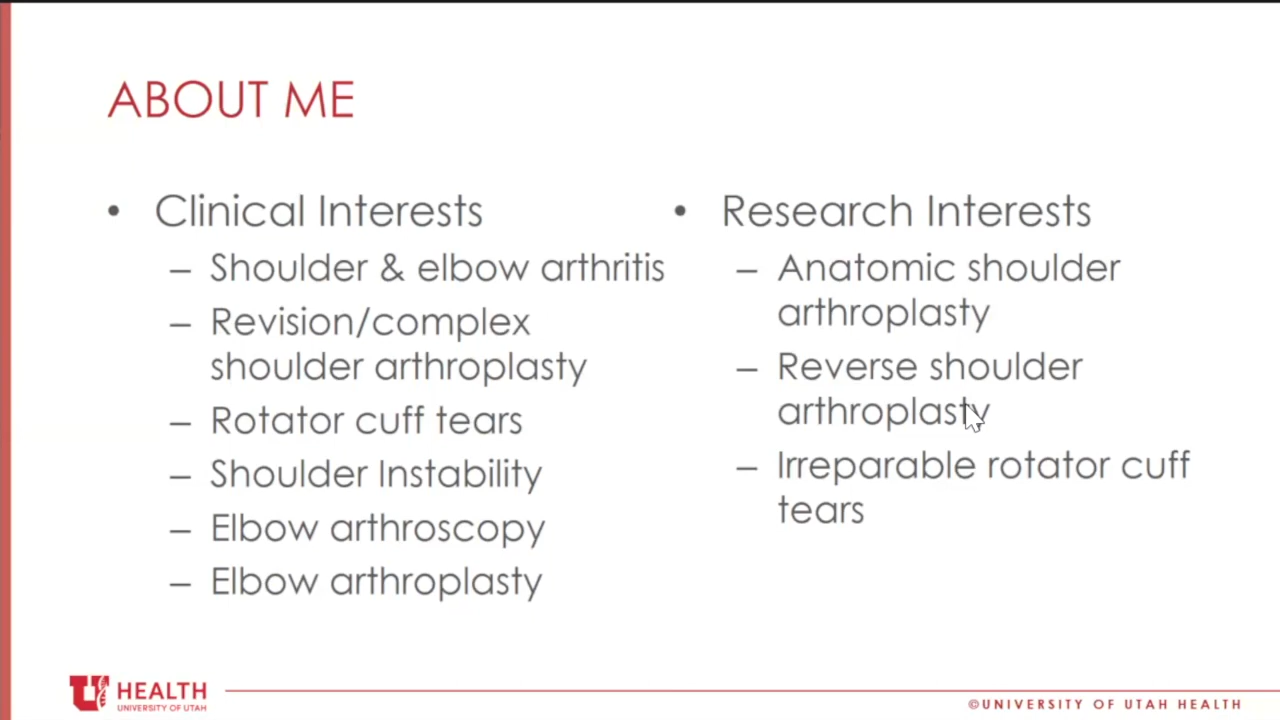 ABOUT ME
• Clinical Interests
– Shoulder & elbow arthritis
– Revision/complex
shoulder arthroplasty
– Rotator cuff tears
– Shoulder Instability
– Elbow arthroscopy
– Elbow arthroplasty
• Research Interests
– Anatomic shoulder
arthroplasty
– Reverse shoulder
arthroplasty
– Irreparable rotator cuff
tears
U HEALTH
UNIVERSITY OF UTAH
©UNIVERSITY OF UTAH HEALTH